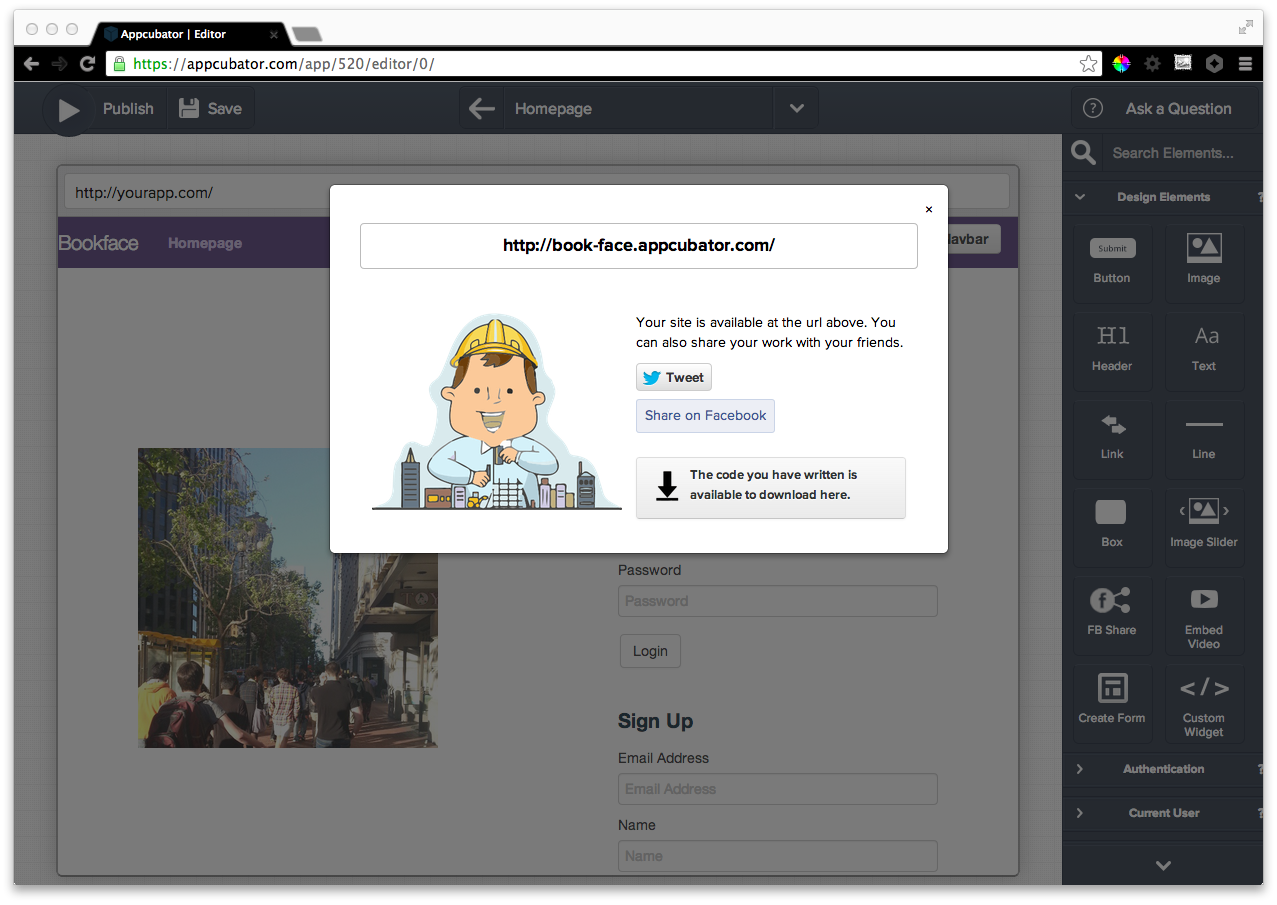 Appcubator | Editor
https://appcubator.com/app/520/editor/0/
Publish
Save
Homepage
Ask a Question
Search Elements...
http://yourapp.com/
Bookface
Homepage
×
http://book-face.appcubator.com/
Your site is available at the url above. You
can also share your work with your friends.
Tweet
Share on Facebook
The code you have written is
available to download here.
Password
Password
Login
Sign Up
Email Address
Email Address
Name
Name
Design Elements
?
Submit
Button
Image
H1
Header
Aa
Text
Link
Line
Box
Image Slider
FB Share
Embed
Video
Create Form
</>
Custom
Widget
Authentication
?
Current User
?